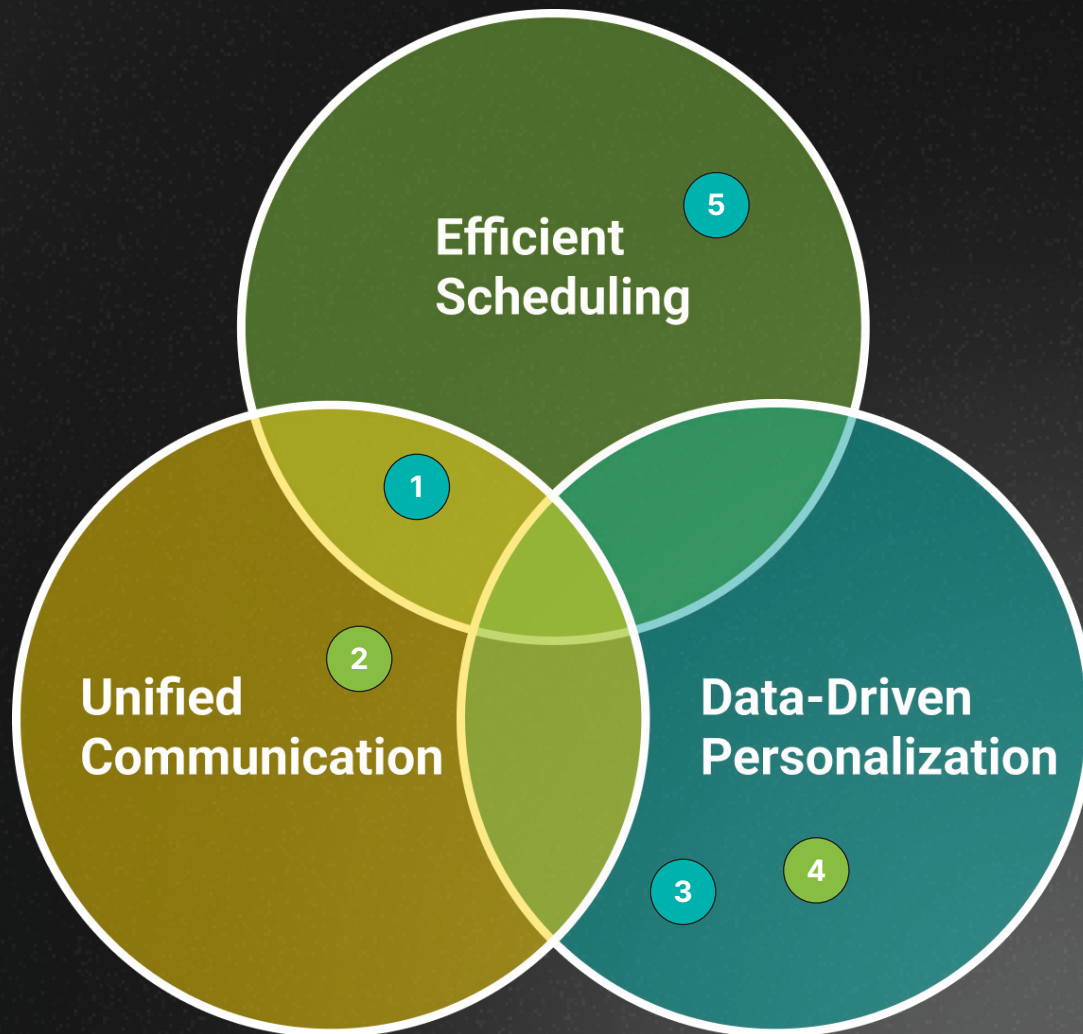 5
Efficient
Scheduling
1
2
Unified
Communication
Data-Driven
Personalization
3
4